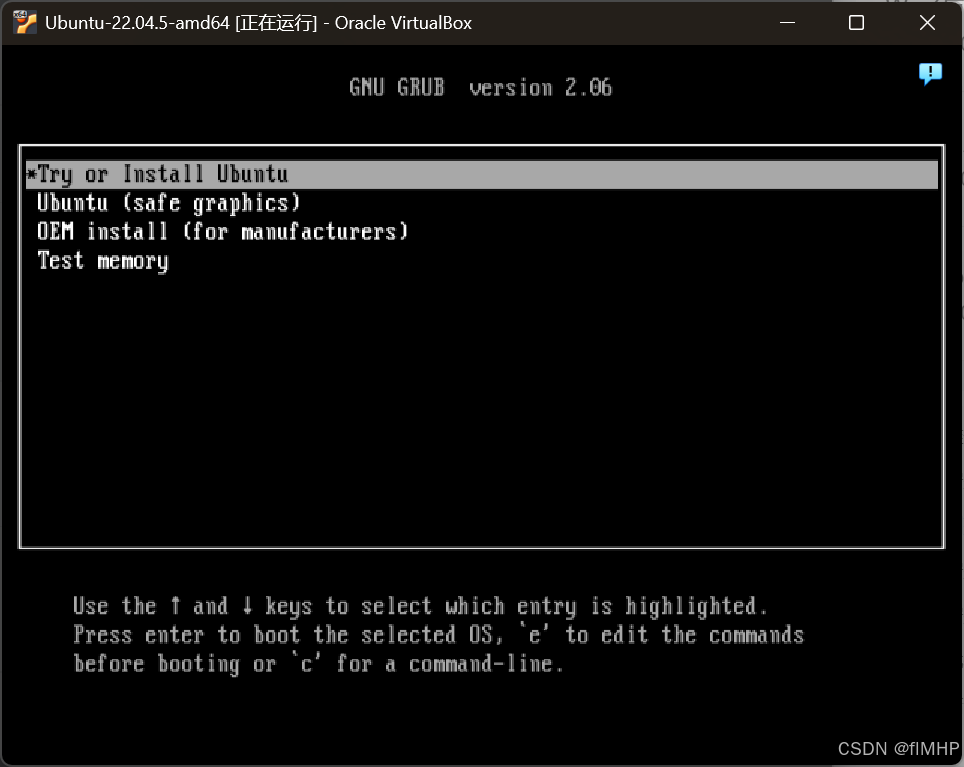 Ubuntu-22.04.5-amd64 [正在运行] - Oracle VirtualBox
GNU GRUB version 2.06
*Try or Install Ubuntu
Ubuntu (safe graphics)
OEM install (for manufacturers)
Test memory
Use the ↑ and ↓ keys to select which entry is highlighted.
Press enter to boot the selected OS, `e' to edit the commands
before booting or `c' for a command-line.
CSDN @flMHP